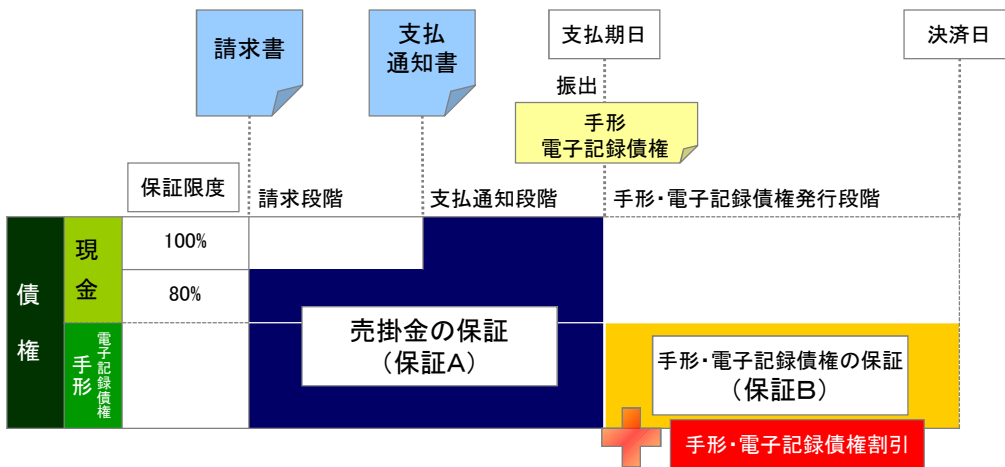 請求書
支払
通知書
支払期日
決済日
振出
手形
電子記録債権
保証限度
請求段階
支払通知段階
手形・電子記録債権発行段階
債権
現金
100%
80%
手形
電子記録債権
売掛金の保証
(保証A)
手形・電子記録債権の保証
(保証B)
手形・電子記録債権割引